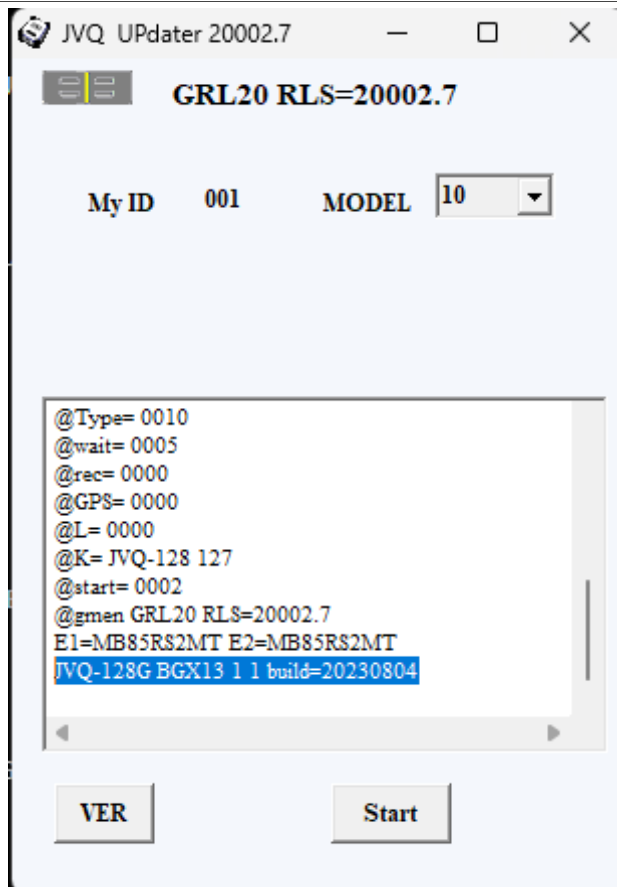 JVQ UPdater 20002.7
GRL20 RLS=20002.7
My ID 001 MODEL 10
@Type= 0010
@wait= 0005
@rec= 0000
@GPS= 0000
@L= 0000
@K= JVQ-128 127
@start= 0002
@gmen GRL20 RLS=20002.7
E1=MB85RS2MT E2=MB85RS2MT
JVQ-128G BGX13 1 1 build=20230804
VER Start